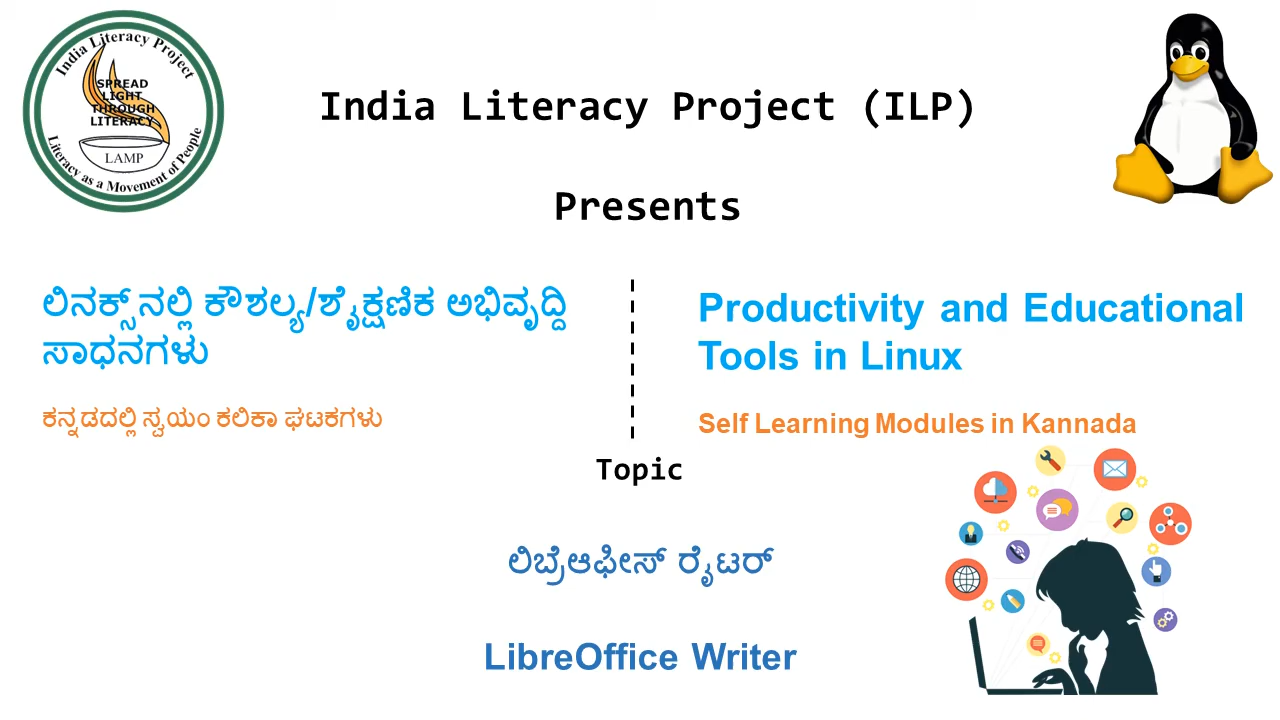 India Literacy Project
SPREAD
LIGHT
THROUGH
LITERACY
LAMP
Literacy as a Movement of People
India Literacy Project (ILP)
Presents
ಲಿನಕ್ಸ್‌ನಲ್ಲಿ ಕೌಶಲ್ಯ/ಶೈಕ್ಷಣಿಕ ಅಭಿವೃದ್ದಿ
ಸಾಧನಗಳು
ಕನ್ನಡದಲ್ಲಿ ಸ್ವಯಂ ಕಲಿಕಾ ಘಟಕಗಳು
Productivity and Educational
Tools in Linux
Self Learning Modules in Kannada
Topic
ಲಿಬ್ರೆಆಫೀಸ್ ರೈಟರ್
LibreOffice Writer